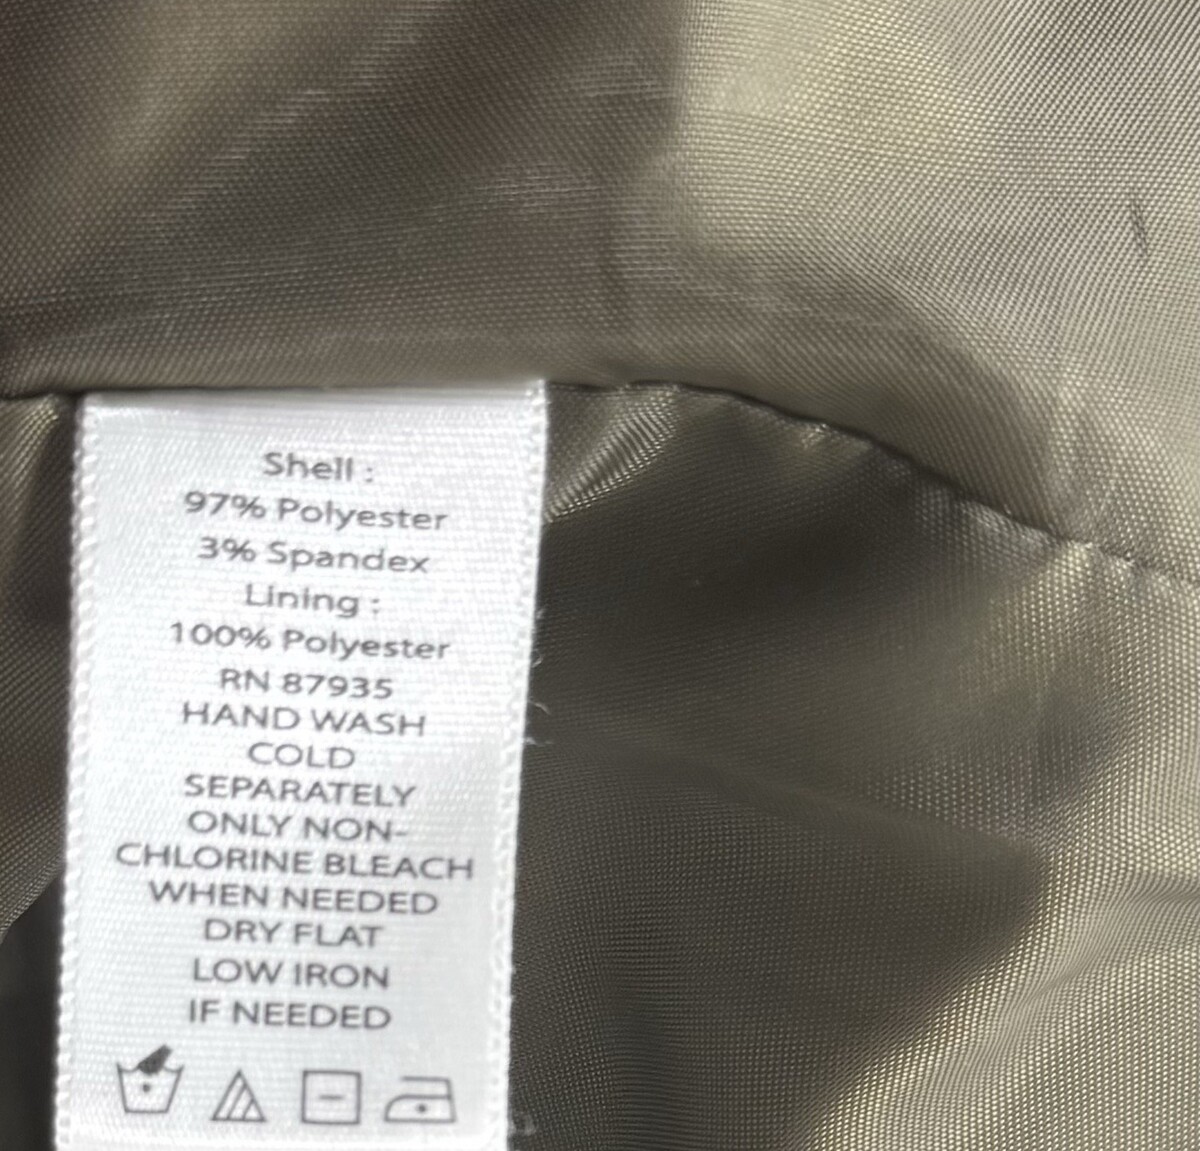 Shell :
97% Polyester
3% Spandex
Lining :
100% Polyester
RN 87935
HAND WASH
COLD
SEPARATELY
ONLY NON-
CHLORINE BLEACH
WHEN NEEDED
DRY FLAT
LOW IRON
IF NEEDED